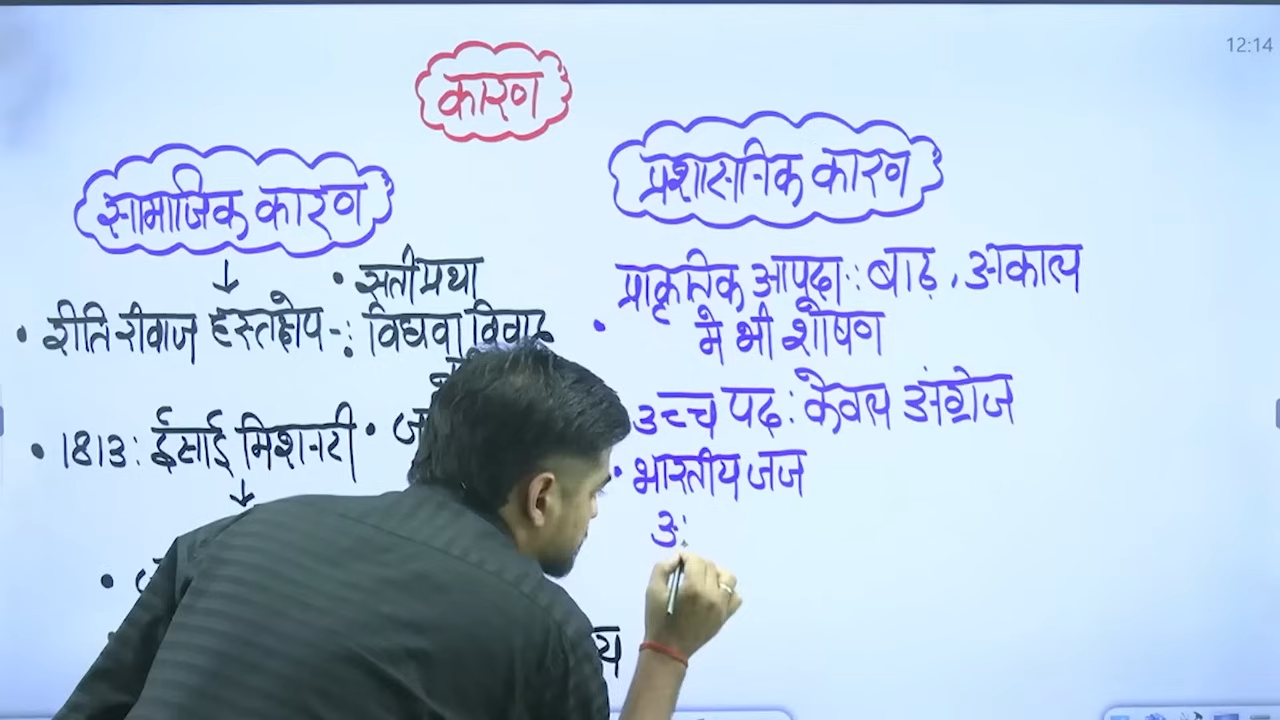 12:14
कारण
सामाजिक कारण
• सतीप्रथा
• रीति रीवाज हस्तक्षेप -: विधवा विवाह
• 1813: ईसाई मिशनरी •
प्रशासनिक कारण
प्राकृतिक आपदा: बाढ़, अकाल
• मे भी शोषण
उच्च पद: केवल अंग्रेज
• भारतीय जज